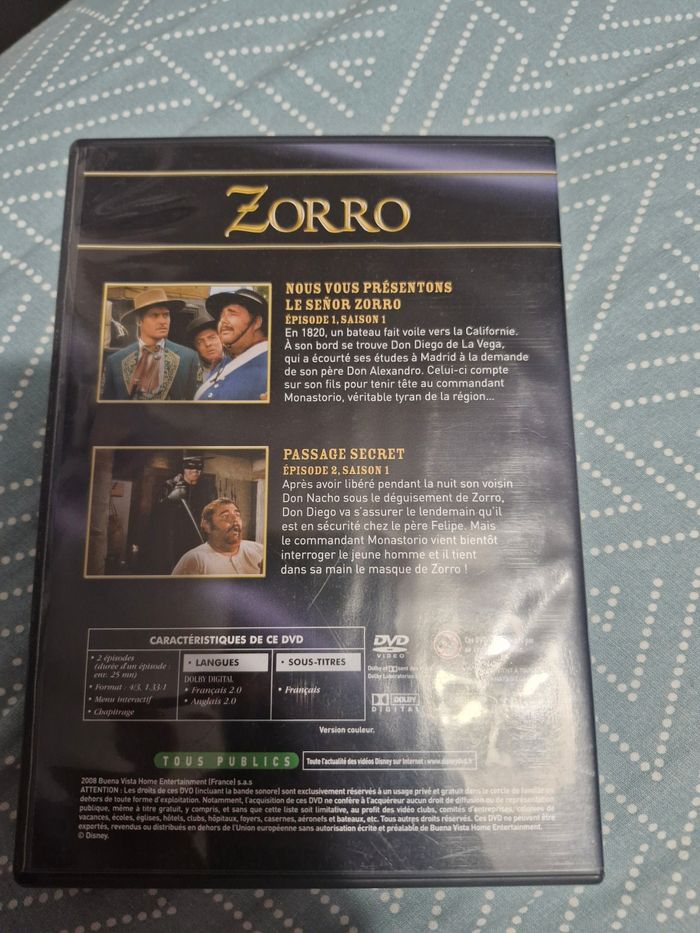 ZORRO
NOUS VOUS PRÉSENTONS
LE SEÑOR ZORRO
ÉPISODE 1, SAISON 1
En 1820, un bateau fait voile vers la Californie.
À son bord se trouve Don Diego de La Vega,
qui a écourté ses études à Madrid à la demande
de son père Don Alexandro. Celui-ci compte
sur son fils pour tenir tête au commandant
Monastorio, véritable tyran de la région...
PASSAGE SECRET
ÉPISODE 2, SAISON 1
Après avoir libéré pendant la nuit son voisin
Don Nacho sous le déguisement de Zorro,
Don Diego va s'assurer le lendemain qu'il
est en sécurité chez le père Felipe. Mais
le commandant Monastorio vient bientôt
interroger le jeune homme et il tient
dans sa main le masque de Zorro !
CARACTÉRISTIQUES DE CE DVD
• 2 épisodes
(durée d'un épisode :
env. 25 mn)
• Format : 4/3, 1.33:1
• Menu interactif
• Chapitrage
• LANGUES
DOLBY DIGITAL
• Français 2.0
• Anglais 2.0
• SOUS-TITRES
• Français
DVD
VIDEO
Dolby et
sont des
Dolby Laboratories
DOLBY
DIGITAL
Ces DVD
Version couleur.
TOUS PUBLICS
Toute l'actualité des vidéos Disney sur Internet :
2008 Buena Vista Home Entertainment (France) s.a.s
ATTENTION : Les droits de ces DVD (incluant la bande sonore) sont exclusivement réservés à un usage privé et gratuit dans le cercle de famille en
dehors de toute forme d'exploitation. Notamment, l'acquisition de ces DVD ne confère à l'acquéreur aucun droit de diffusion ou de représentation
publique, même à titre gratuit, y compris, et sans que cette liste soit limitative, au profit des vidéo clubs, comités d'entreprises, colonies de
vacances, écoles, églises, hôtels, clubs, hôpitaux, foyers, casernes, aéronefs et bateaux, etc. Tous autres droits réservés. Ces DVD ne peuvent être
exportés, revendus ou distribués en dehors de l'Union européenne sans autorisation écrite et préalable de Buena Vista Home Entertainment.
© Disney.